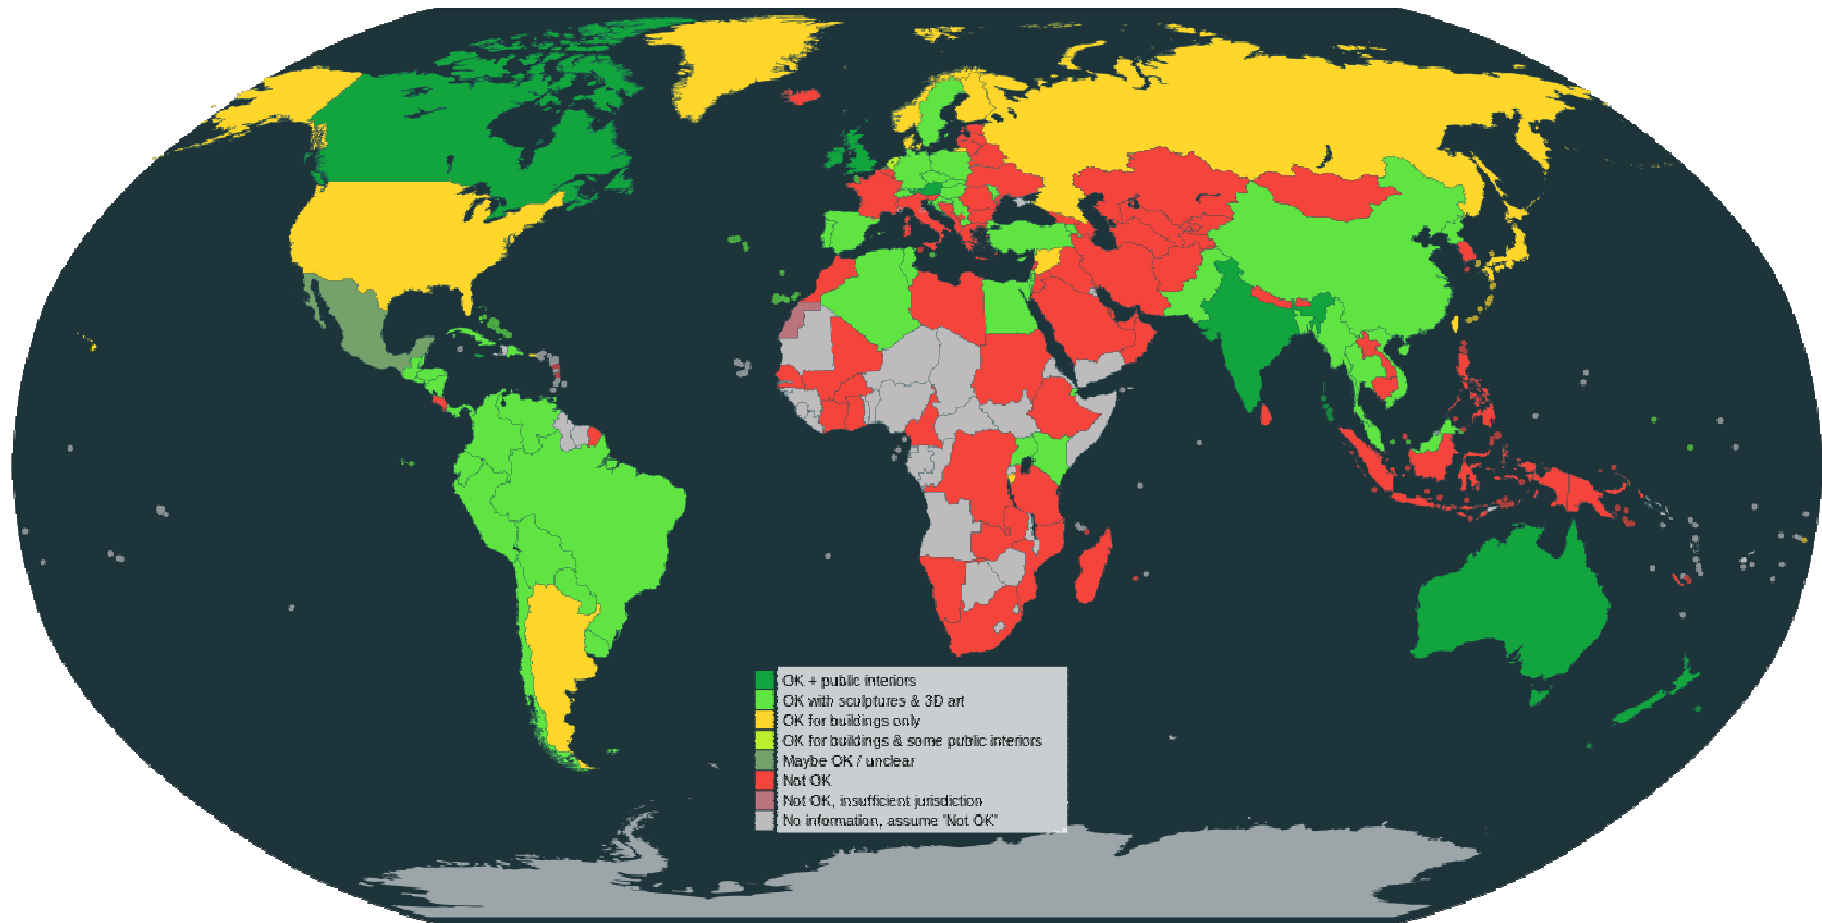 OK + public interiors
OK with sculptures & 3D art
OK for buildings only
OK for buildings & some public interiors
Maybe OK / unclear
Not OK
Not OK, insufficient jurisdiction
No information, assume "Not OK"